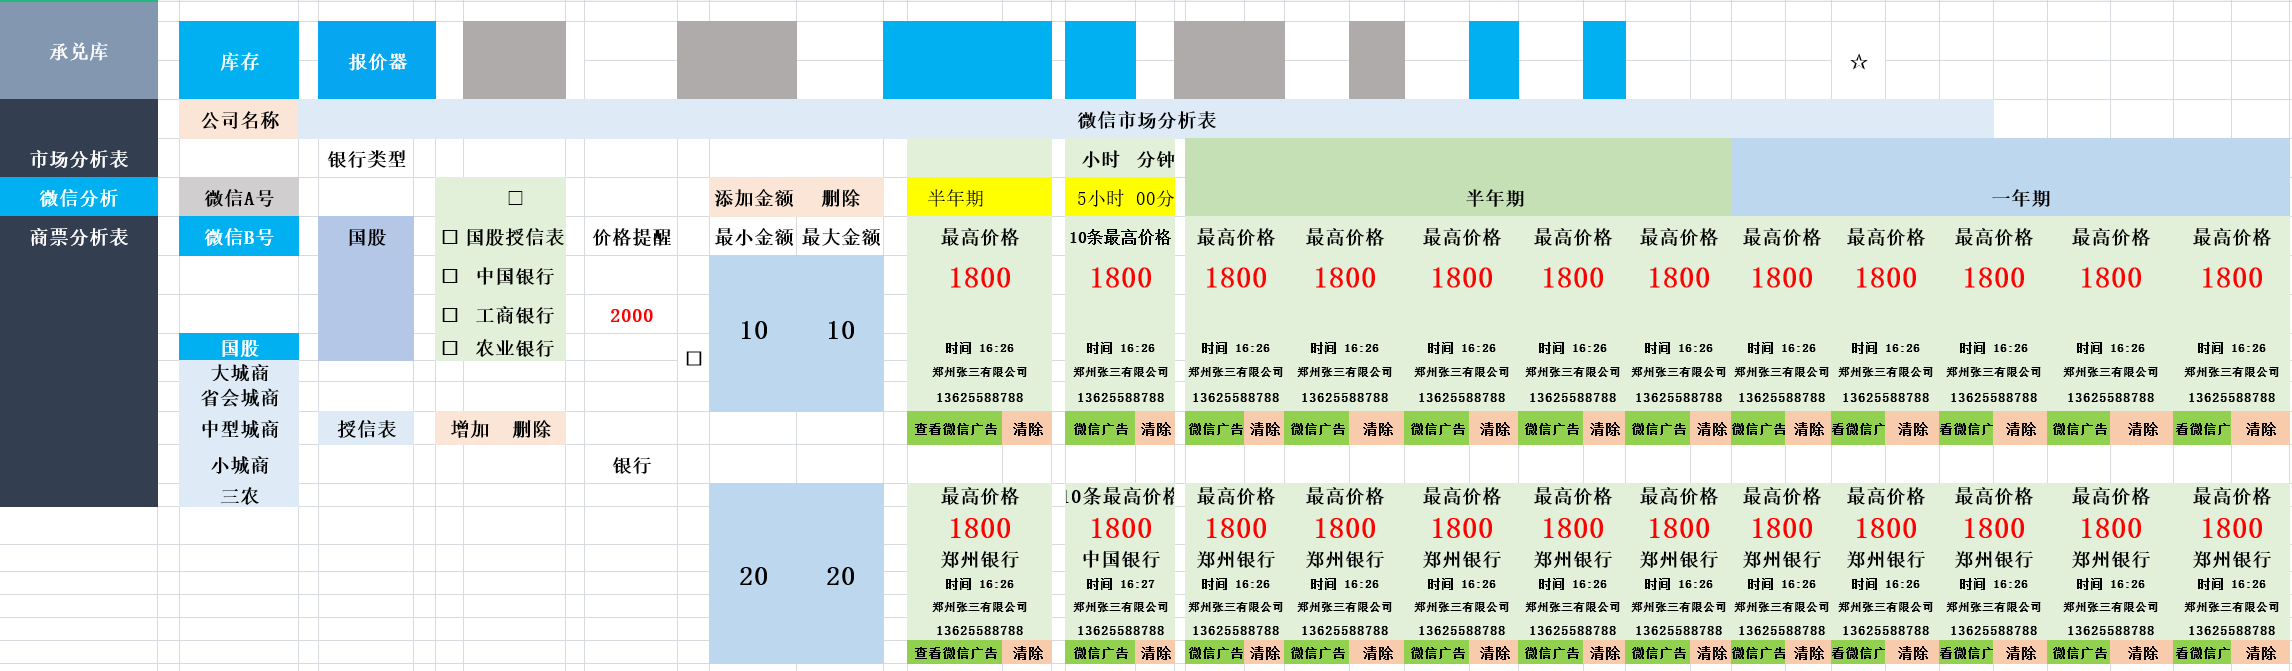 承兑库 库存 报价器 ☆
公司名称 微信市场分析表
市场分析表 银行类型 小时 分钟
微信分析 微信A号 □ 添加金额 删除 半年期 5小时 00分 半年期 一年期
商票分析表 微信B号 国股 □ 国股授信表 价格提醒 最小金额 最大金额 最高价格 10条最高价格 最高价格 最高价格 最高价格 最高价格 最高价格 最高价格 最高价格 最高价格 最高价格 最高价格
□ 中国银行 1800 1800 1800 1800 1800 1800 1800 1800 1800 1800 1800 1800
□ 工商银行 2000 10 10
国股 □ 农业银行 □ 时间 16:26 时间 16:26 时间 16:26 时间 16:26 时间 16:26 时间 16:26 时间 16:26 时间 16:26 时间 16:26 时间 16:26 时间 16:26 时间 16:26
大城商 郑州张三有限公司 郑州张三有限公司 郑州张三有限公司 郑州张三有限公司 郑州张三有限公司 郑州张三有限公司 郑州张三有限公司 郑州张三有限公司 郑州张三有限公司 郑州张三有限公司 郑州张三有限公司 郑州张三有限公司
省会城商 13625588788 13625588788 13625588788 13625588788 13625588788 13625588788 13625588788 13625588788 13625588788 13625588788 13625588788 13625588788
中型城商 授信表 增加 删除 查看微信广告 清除 微信广告 清除 微信广告 清除 微信广告 清除 微信广告 清除 微信广告 清除 微信广告 清除 微信广告 清除 看微信广 清除 看微信广 清除 微信广告 清除 看微信广 清除
小城商 银行
三农 最高价格 10条最高价格 最高价格 最高价格 最高价格 最高价格 最高价格 最高价格 最高价格 最高价格 最高价格 最高价格
1800 1800 1800 1800 1800 1800 1800 1800 1800 1800 1800 1800
郑州银行 中国银行 郑州银行 郑州银行 郑州银行 郑州银行 郑州银行 郑州银行 郑州银行 郑州银行 郑州银行 郑州银行
20 20 时间 16:26 时间 16:27 时间 16:26 时间 16:26 时间 16:26 时间 16:26 时间 16:26 时间 16:26 时间 16:26 时间 16:26 时间 16:26 时间 16:26
郑州张三有限公司 郑州张三有限公司 郑州张三有限公司 郑州张三有限公司 郑州张三有限公司 郑州张三有限公司 郑州张三有限公司 郑州张三有限公司 郑州张三有限公司 郑州张三有限公司 郑州张三有限公司 郑州张三有限公司
13625588788 13625588788 13625588788 13625588788 13625588788 13625588788 13625588788 13625588788 13625588788 13625588788 13625588788 13625588788
查看微信广告 清除 微信广告 清除 微信广告 清除 微信广告 清除 微信广告 清除 微信广告 清除 微信广告 清除 微信广告 清除 看微信广 清除 看微信广 清除 微信广告 清除 看微信广 清除